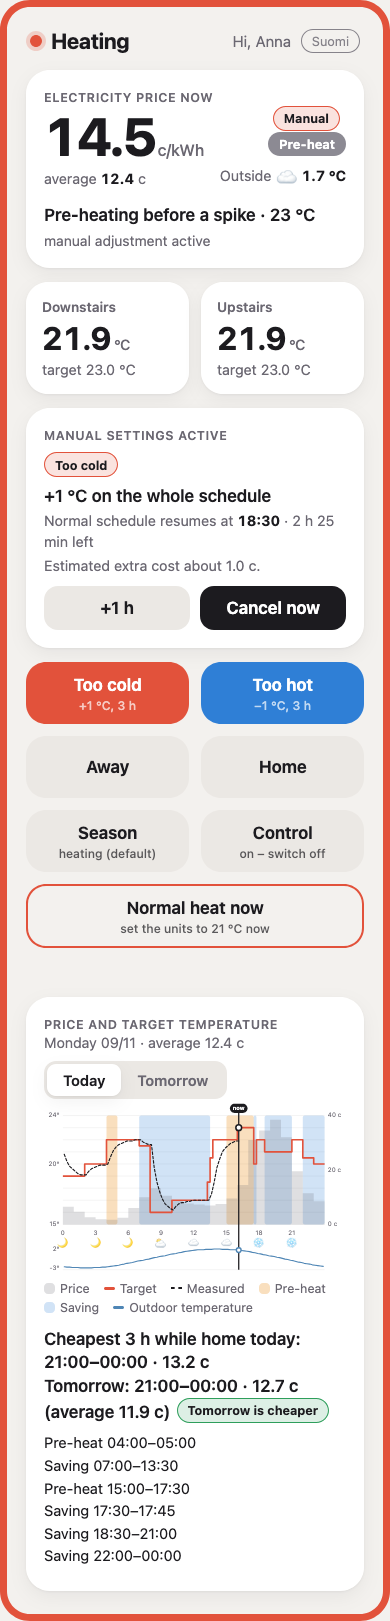 Heating
Hi, Anna
Suomi
ELECTRICITY PRICE NOW
14.5 c/kWh
Manual
Pre-heat
average 12.4 c
Outside 1.7 °C
Pre-heating before a spike · 23 °C
manual adjustment active
Downstairs
21.9 °C
target 23.0 °C
Upstairs
21.9 °C
target 23.0 °C
MANUAL SETTINGS ACTIVE
Too cold
+1 °C on the whole schedule
Normal schedule resumes at 18:30 · 2 h 25
min left
Estimated extra cost about 1.0 c.
+1 h
Cancel now
Too cold
+1 °C, 3 h
Too hot
−1 °C, 3 h
Away
Home
Season
heating (default)
Control
on – switch off
Normal heat now
set the units to 21 °C now
PRICE AND TARGET TEMPERATURE
Monday 09/11 · average 12.4 c
Today
Tomorrow
now
24°
20°
15°
40 c
20 c
0 c
0 3 6 9 12 15 18 21
2°
-3°
Price
Target
Measured
Pre-heat
Saving
Outdoor temperature
Cheapest 3 h while home today:
21:00–00:00 · 13.2 c
Tomorrow: 21:00–00:00 · 12.7 c
(average 11.9 c) Tomorrow is cheaper
Pre-heat 04:00–05:00
Saving 07:00–13:30
Pre-heat 15:00–17:30
Saving 17:30–17:45
Saving 18:30–21:00
Saving 22:00–00:00